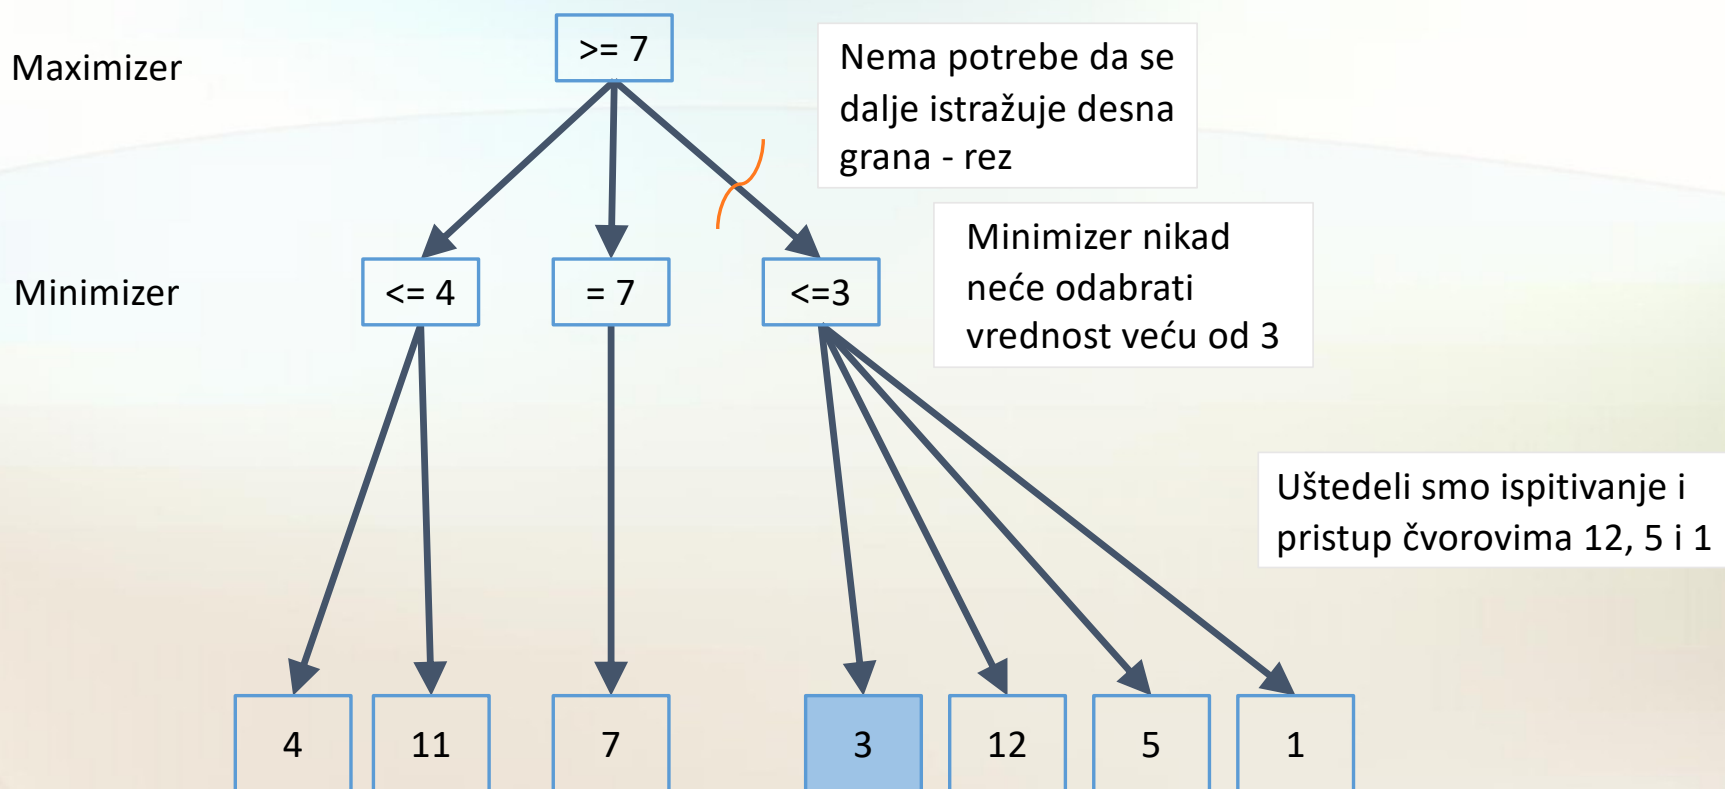 Maximizer
>= 7
Nema potrebe da se
dalje istražuje desna
grana - rez
Minimizer
<= 4
= 7
<=3
Minimizer nikad
neće odabrati
vrednost veću od 3
Uštedeli smo ispitivanje i
pristup čvorovima 12, 5 i 1
4
11
7
3
12
5
1